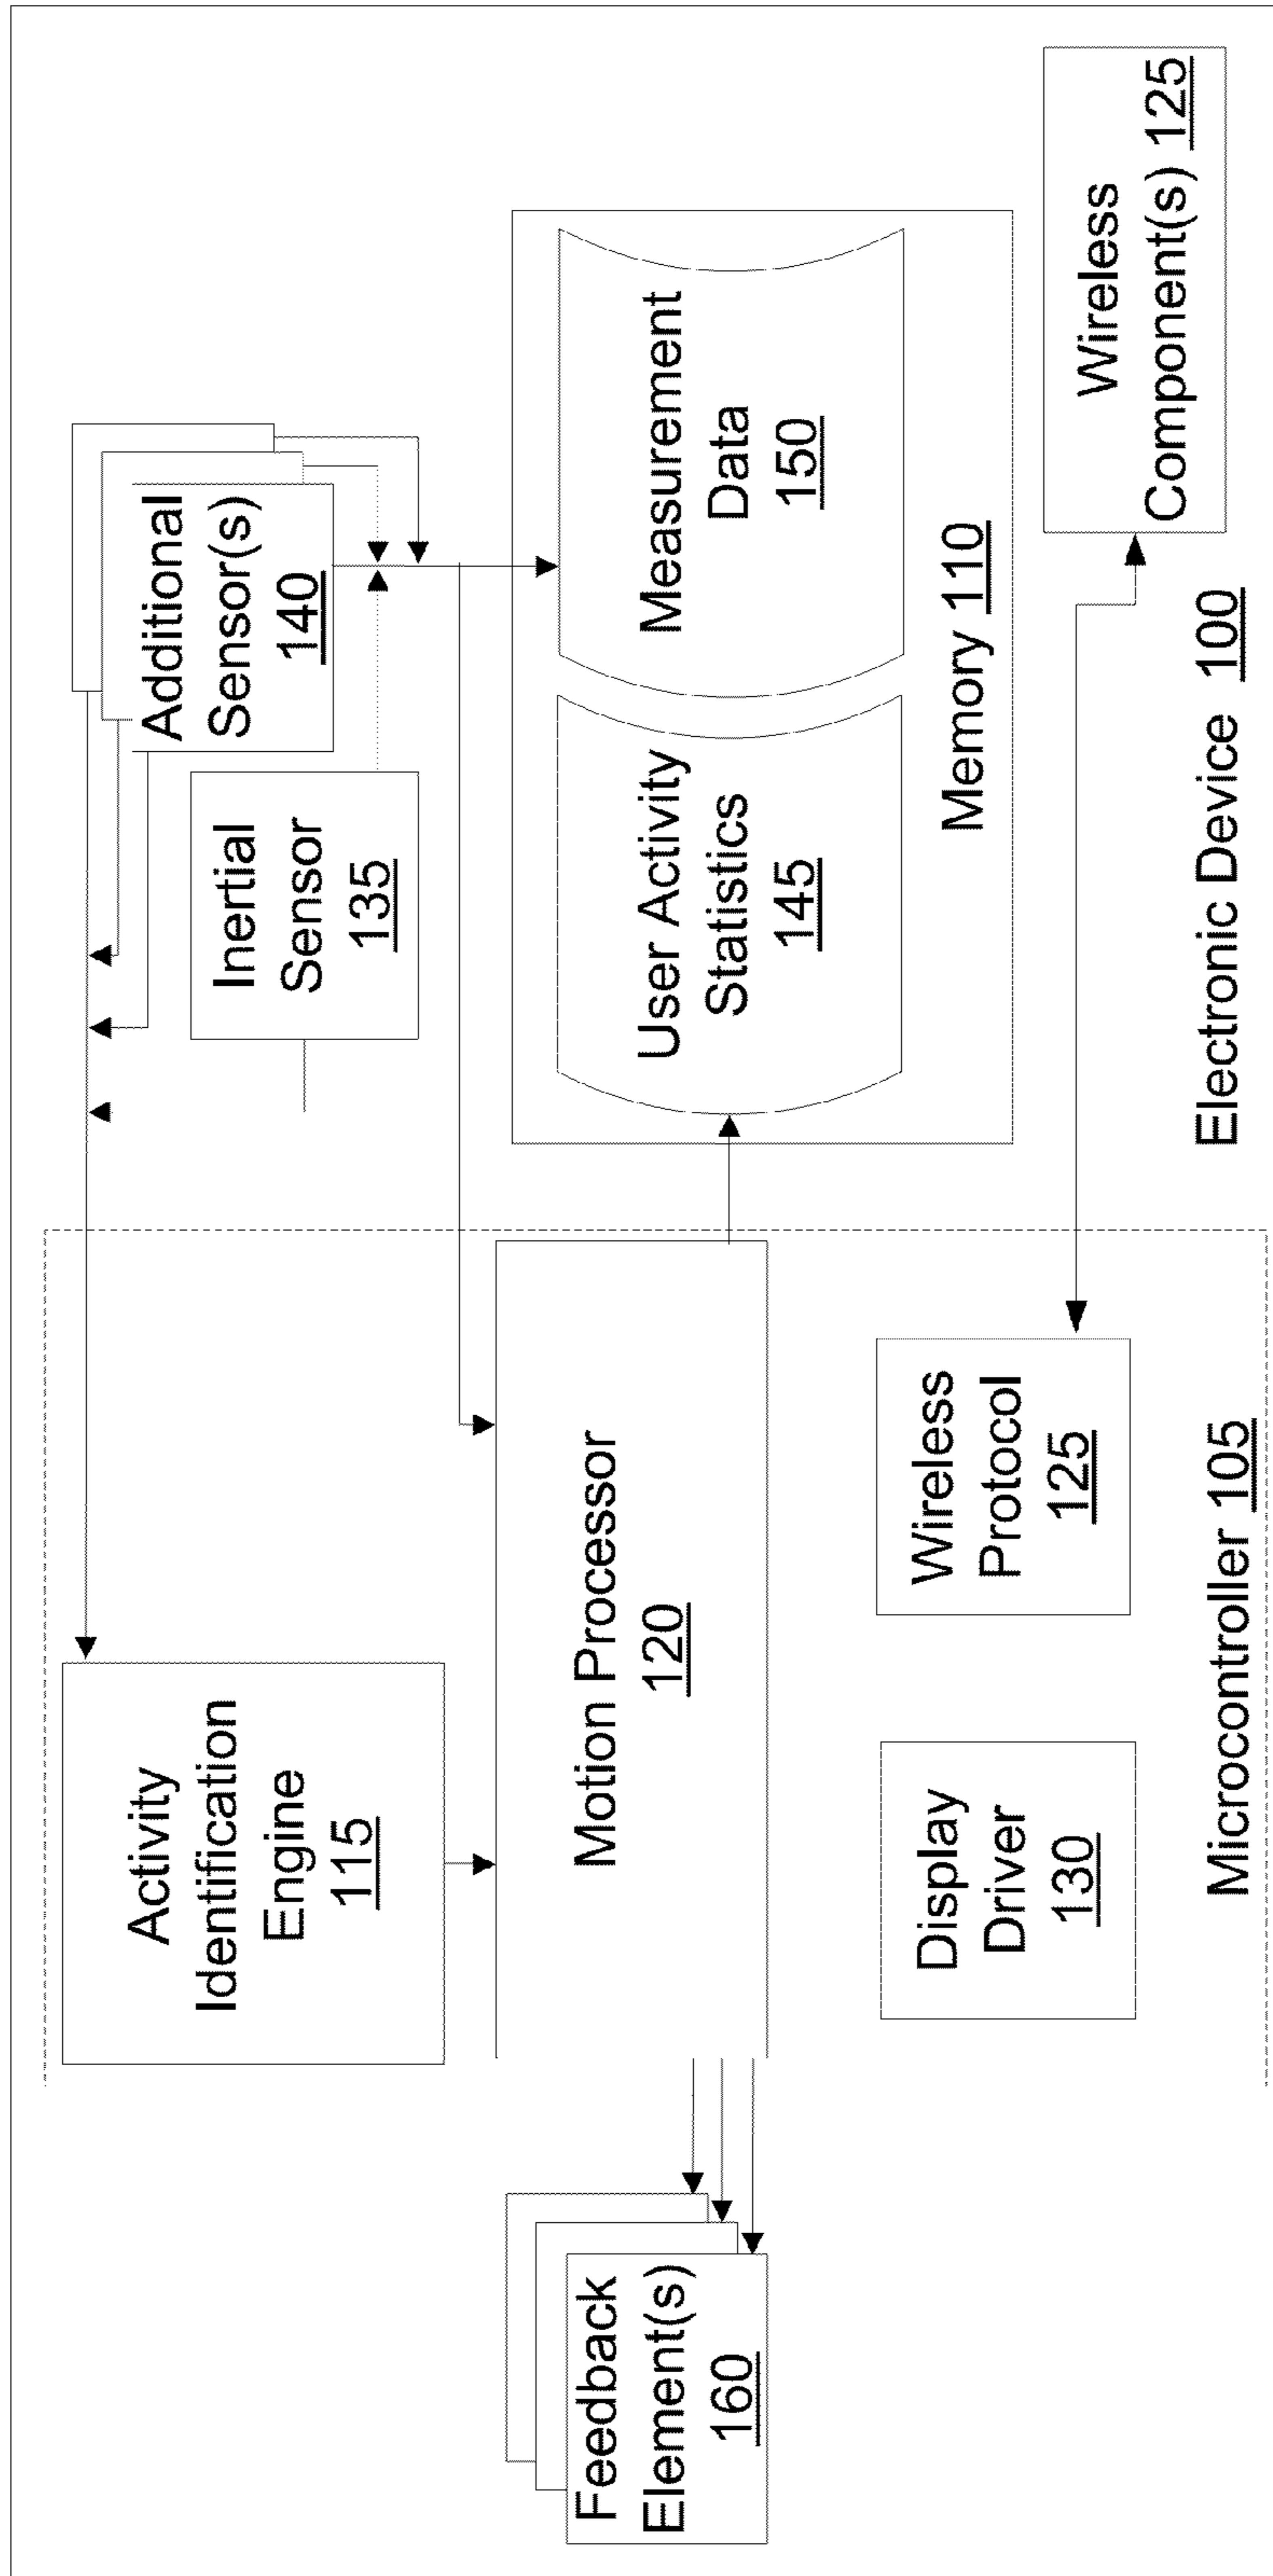 Feedback
Element(s)
160
Activity
Identification
Engine
115
Motion Processor
120
Display
Driver
130
Wireless
Protocol
125
Microcontroller 105
Inertial
Sensor
135
Additional
Sensor(s)
140
User Activity
Statistics
145
Measurement
Data
150
Memory 110
Wireless
Component(s) 125
Electronic Device 100